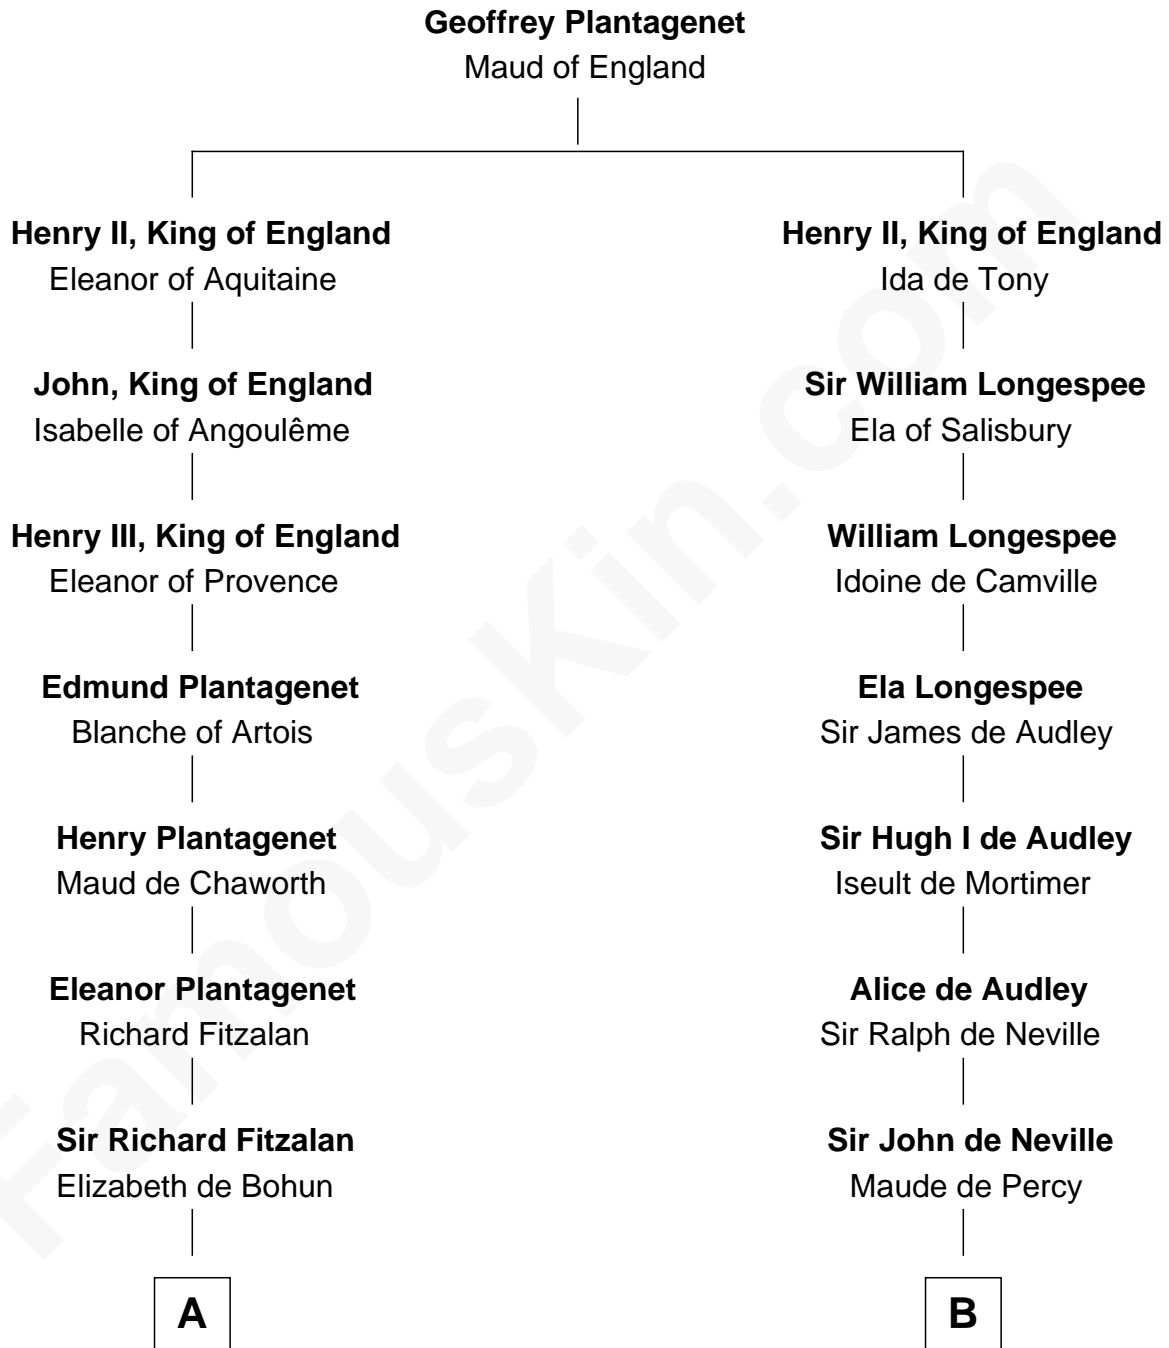 Geoffrey Plantagenet
Maud of England
Henry II, King of England
Eleanor of Aquitaine
John, King of England
Isabelle of Angoulême
Henry III, King of England
Eleanor of Provence
Edmund Plantagenet
Blanche of Artois
Henry Plantagenet
Maud de Chaworth
Eleanor Plantagenet
Richard Fitzalan
Sir Richard Fitzalan
Elizabeth de Bohun
A
Henry II, King of England
Ida de Tony
Sir William Longespee
Ela of Salisbury
William Longespee
Idoine de Camville
Ela Longespee
Sir James de Audley
Sir Hugh I de Audley
Iseult de Mortimer
Alice de Audley
Sir Ralph de Neville
Sir John de Neville
Maude de Percy
B
FamousKin.com